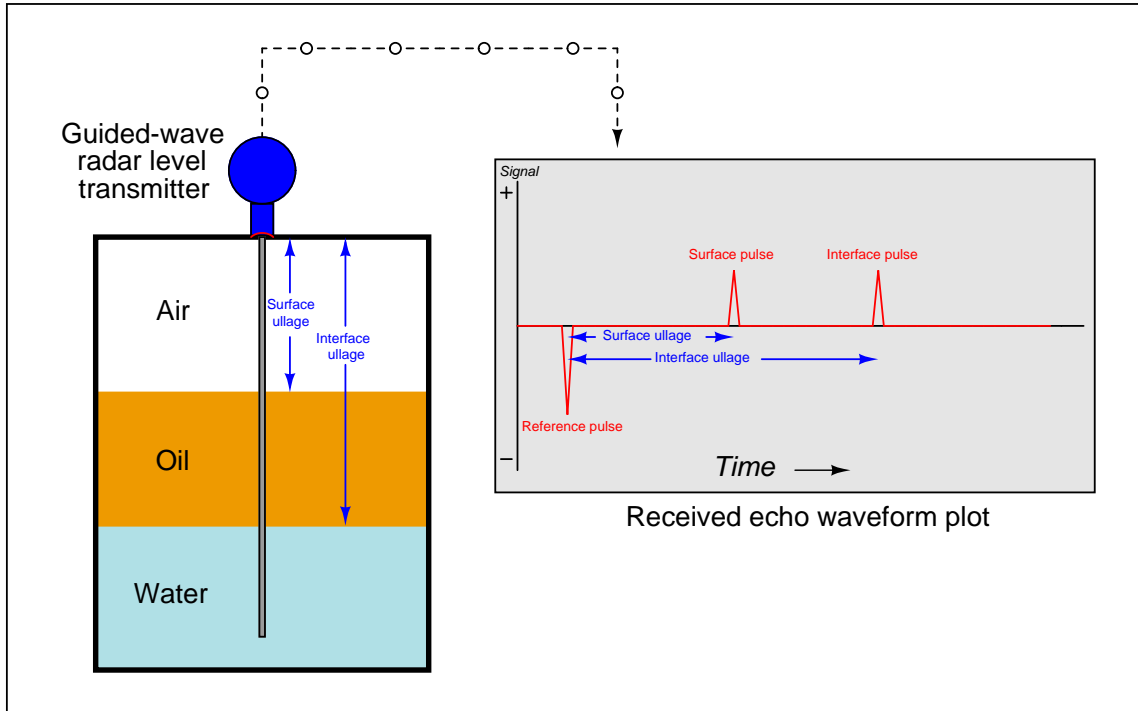 Guided-wave
radar level
transmitter
Air
Surface
ullage
Interface
ullage
Oil
Water
Signal
+
Surface pulse
Interface pulse
Surface ullage
Interface ullage
Reference pulse
−
Time
Received echo waveform plot